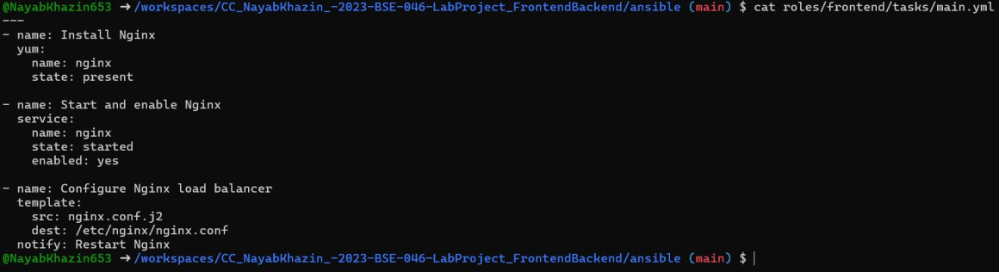 @NayabKhazin653 ➜ /workspaces/CC_NayabKhazin_-2023-BSE-046-LabProject_FrontendBackend/ansible (main) $ cat roles/frontend/tasks/main.yml
---
- name: Install Nginx
  yum:
    name: nginx
    state: present

- name: Start and enable Nginx
  service:
    name: nginx
    state: started
    enabled: yes

- name: Configure Nginx load balancer
  template:
    src: nginx.conf.j2
    dest: /etc/nginx/nginx.conf
  notify: Restart Nginx
@NayabKhazin653 ➜ /workspaces/CC_NayabKhazin_-2023-BSE-046-LabProject_FrontendBackend/ansible (main) $